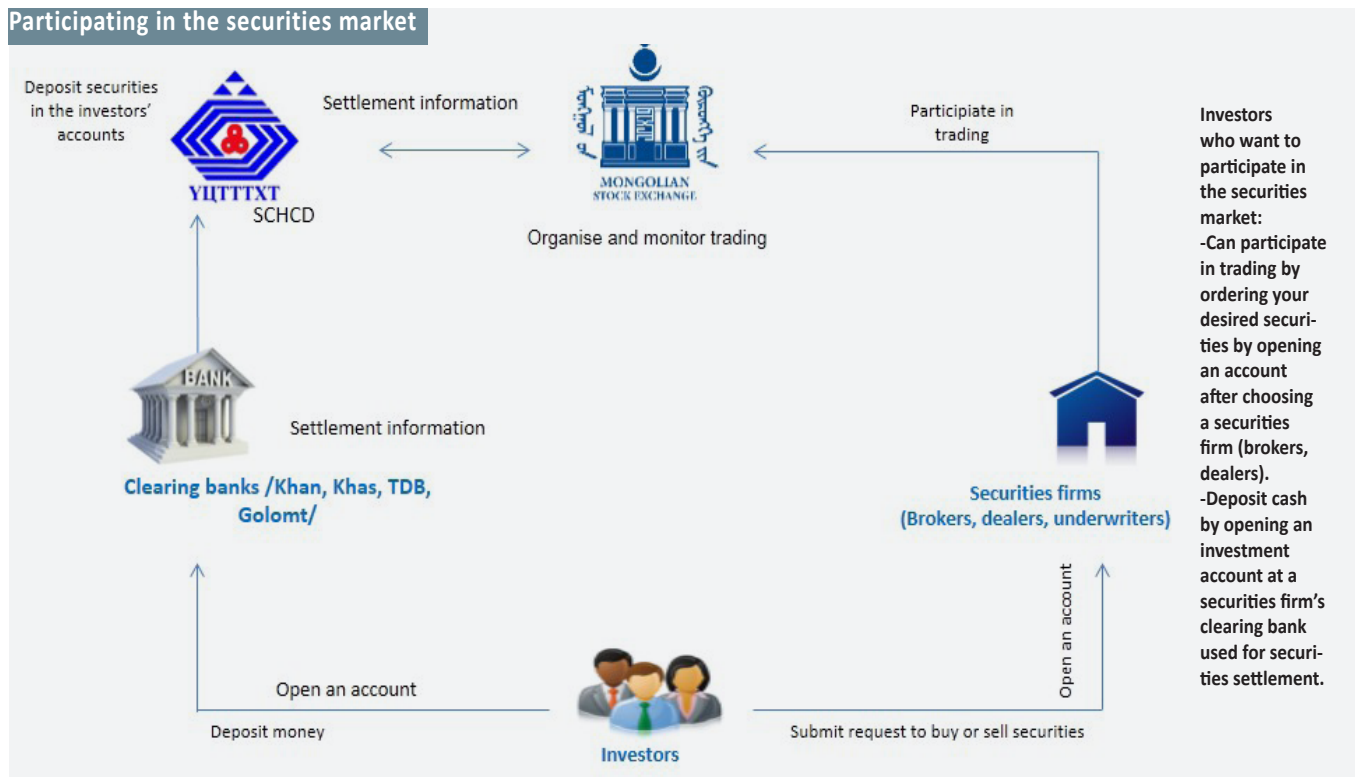 Participating in the securities market
Deposit securities
in the investors'
accounts
Settlement information
Particiiate in
trading
УЦТТТХТ
SCHCD
MONGOLIAN
STOCK EXCHANGE
Organise and monitor trading
BANK
Settlement information
Clearing banks /Khan, Khas, TDB,
Golomt/
Securities firms
(Brokers, dealers, underwriters)
Open an account
Open an account
Deposit money
Submit request to buy or sell securities
Investors
Investors
who want to
participate in
the securities
market:
-Can participate
in trading by
ordering your
desired securi-
ties by opening
an account
after choosing
a securities
firm (brokers,
dealers).
-Deposit cash
by opening an
investment
account at a
securities firm's
clearing bank
used for securi-
ties settlement.